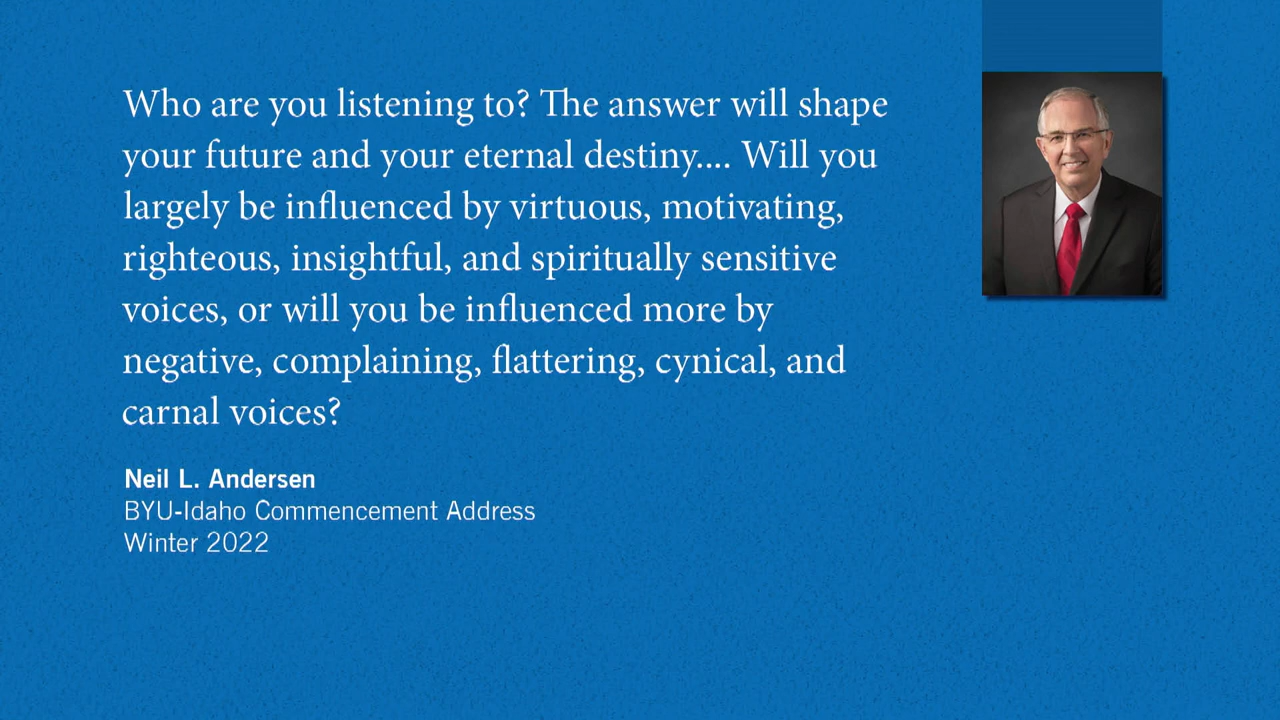 Who are you listening to? The answer will shape
your future and your eternal destiny.... Will you
largely be influenced by virtuous, motivating,
righteous, insightful, and spiritually sensitive
voices, or will you be influenced more by
negative, complaining, flattering, cynical, and
carnal voices?
Neil L. Andersen
BYU-Idaho Commencement Address
Winter 2022